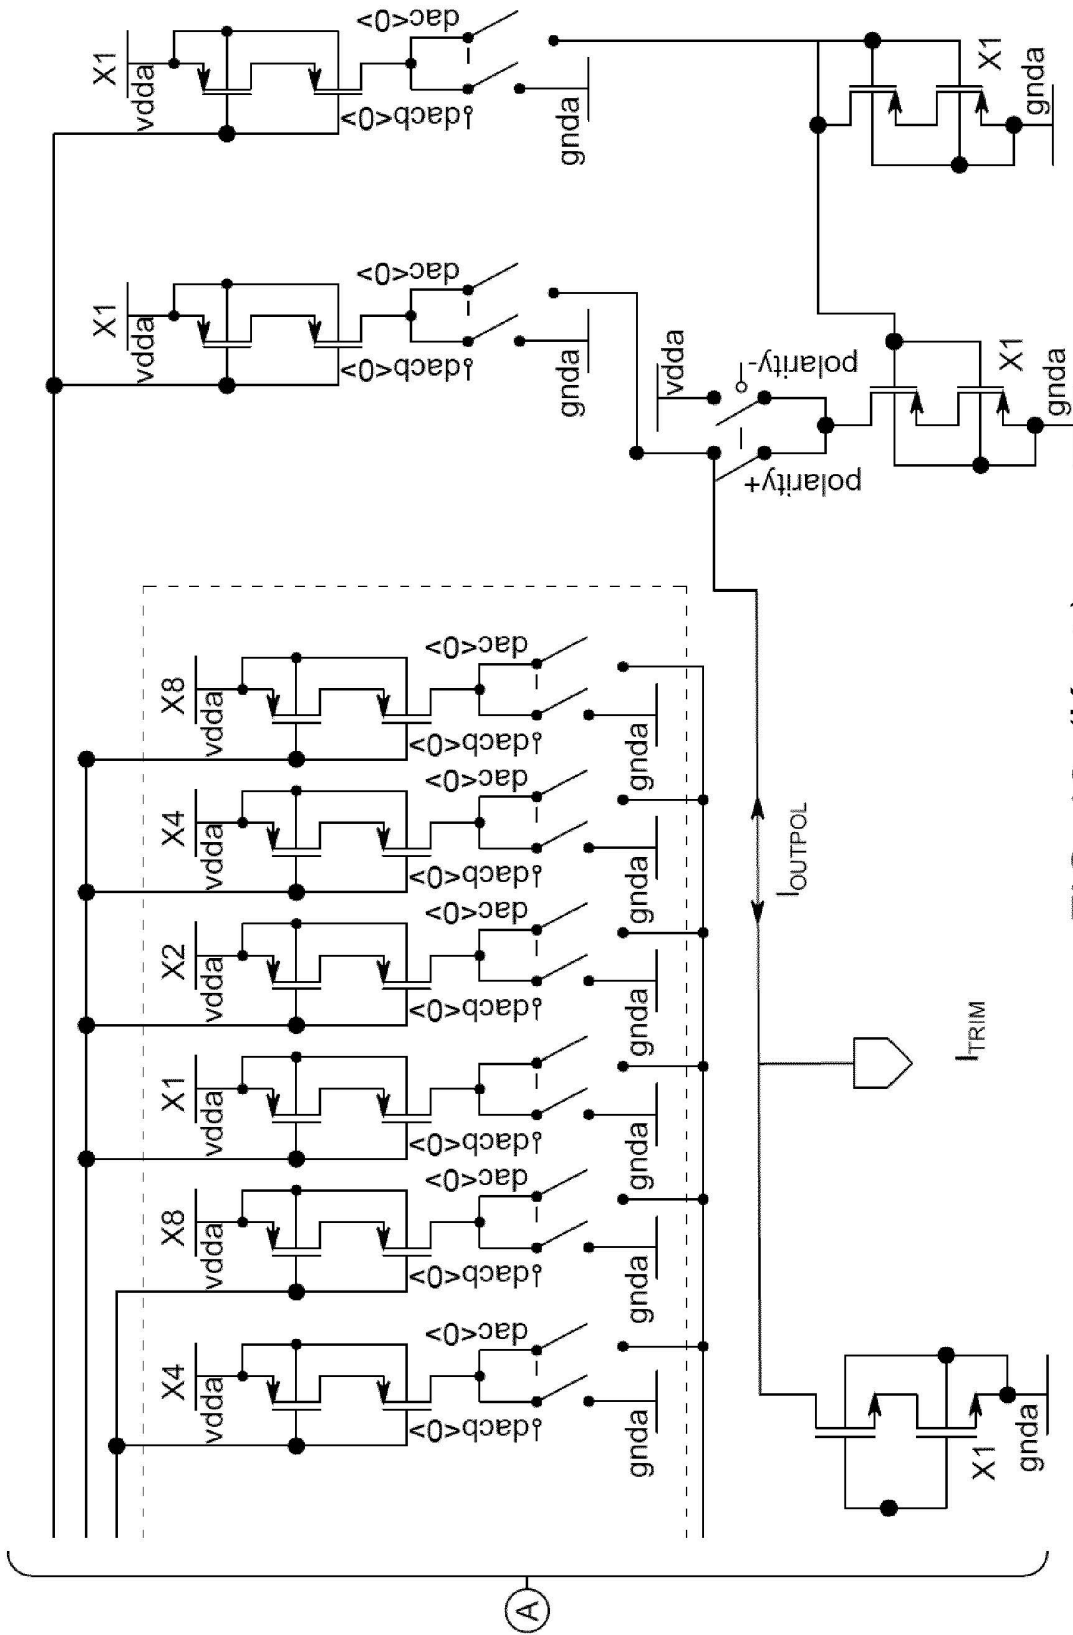 A
X4
vdda
dac<0>
dacb<0>
gnda
X8
vdda
dac<0>
dacb<0>
gnda
X1
vdda
dacb<0>
gnda
X2
vdda
dac<0>
dacb<0>
gnda
X4
vdda
dac<0>
dacb<0>
gnda
X8
vdda
dac<0>
dacb<0>
gnda
X1
vdda
dac<0>
dacb<0>
gnda
X1
vdda
dac<0>
dacb<0>
gnda
vdda
polarity+
polarity-
IOUTPOL
ITRIM
X1
gnda
X1
gnda
X1
gnda